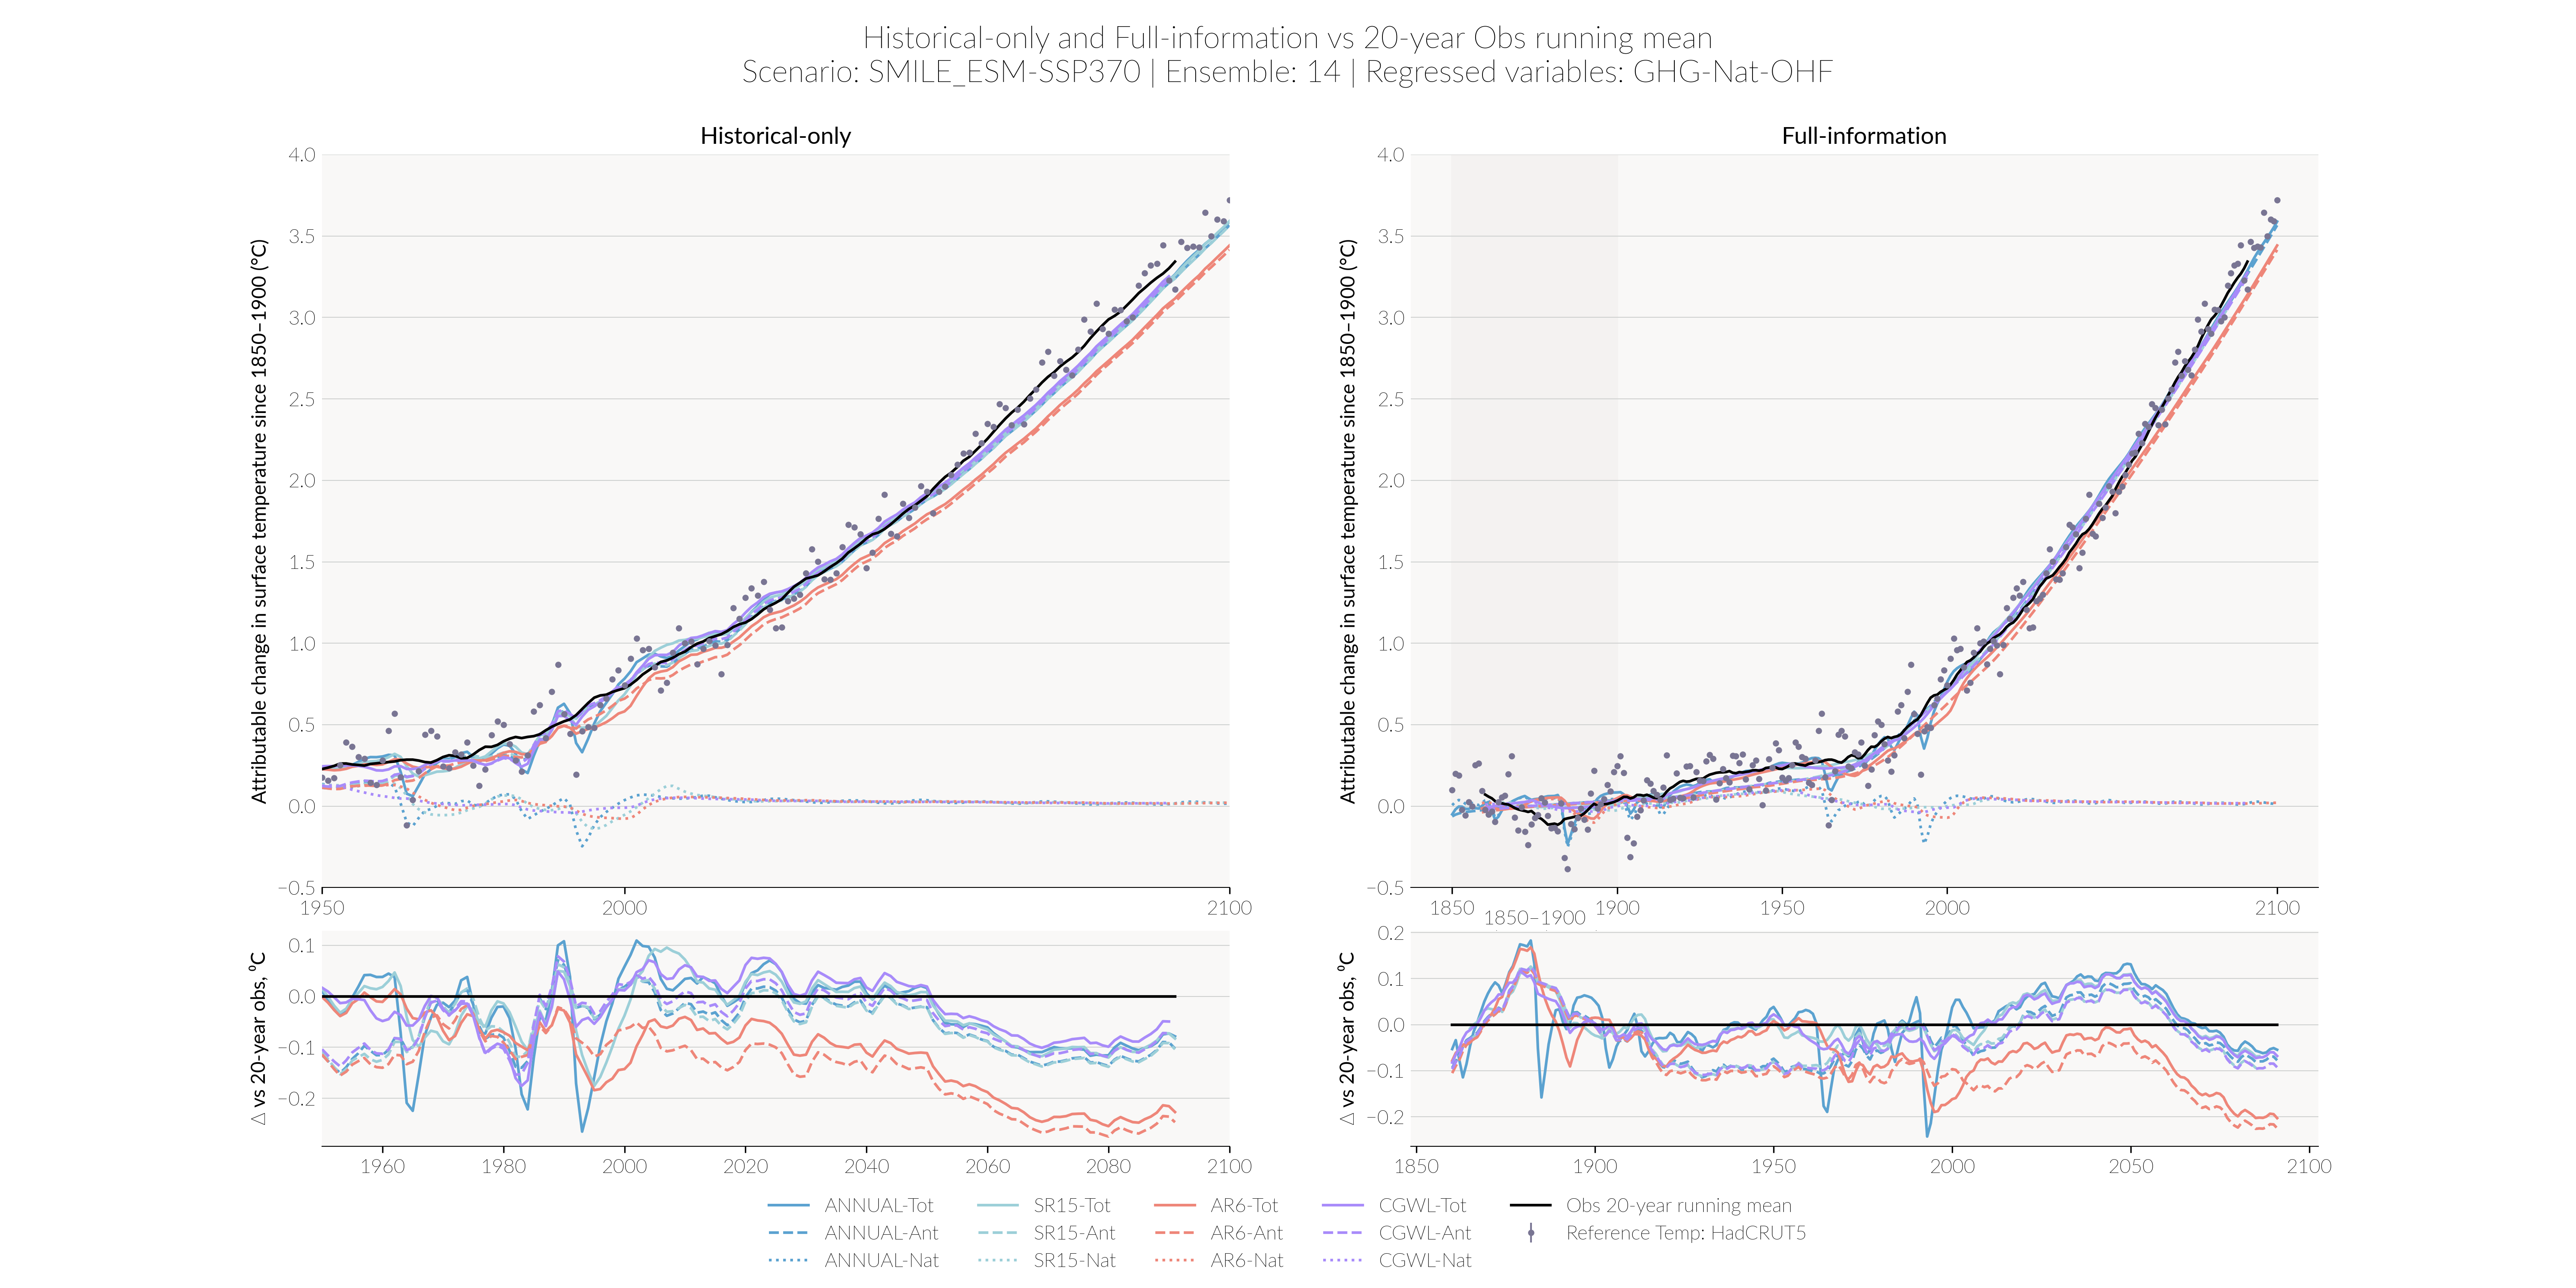 Historical-only and Full-information vs 20-year Obs running mean
Scenario: SMILE_ESM-SSP370 | Ensemble: 14 | Regressed variables: GHG-Nat-OHF
Historical-only
Attributable change in surface temperature since 1850–1900 (°C)
4.0
3.5
3.0
2.5
2.0
1.5
1.0
0.5
0.0
−0.5
1950 2000 2100
Δ vs 20-year obs, °C
0.1
0.0
−0.1
−0.2
1960 1980 2000 2020 2040 2060 2080 2100
Full-information
Attributable change in surface temperature since 1850–1900 (°C)
4.0
3.5
3.0
2.5
2.0
1.5
1.0
0.5
0.0
−0.5
1850 1900 1950 2000 2100
1850–1900
Δ vs 20-year obs, °C
0.2
0.1
0.0
−0.1
−0.2
1850 1900 1950 2000 2050 2100
ANNUAL-Tot SR15-Tot AR6-Tot CGWL-Tot Obs 20-year running mean
ANNUAL-Ant SR15-Ant AR6-Ant CGWL-Ant Reference Temp: HadCRUT5
ANNUAL-Nat SR15-Nat AR6-Nat CGWL-Nat